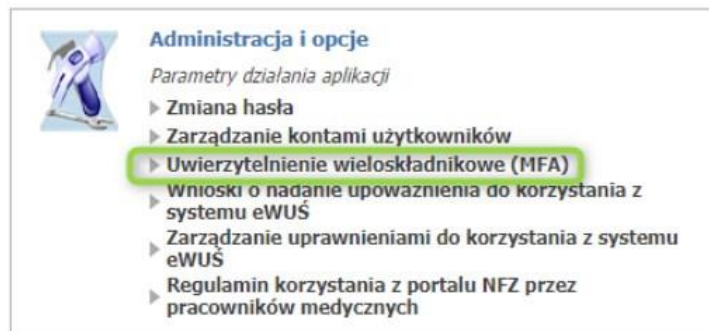 Administracja i opcje
Parametry działania aplikacji
Zmiana hasła
Zarządzanie kontami użytkowników
Uwierzytelnienie wieloskładnikowe (MFA)
Wnioski o nadanie upoważnienia do korzystania z
systemu eWUŚ
Zarządzanie uprawnieniami do korzystania z systemu
eWUŚ
Regulamin korzystania z portalu NFZ przez
pracowników medycznych